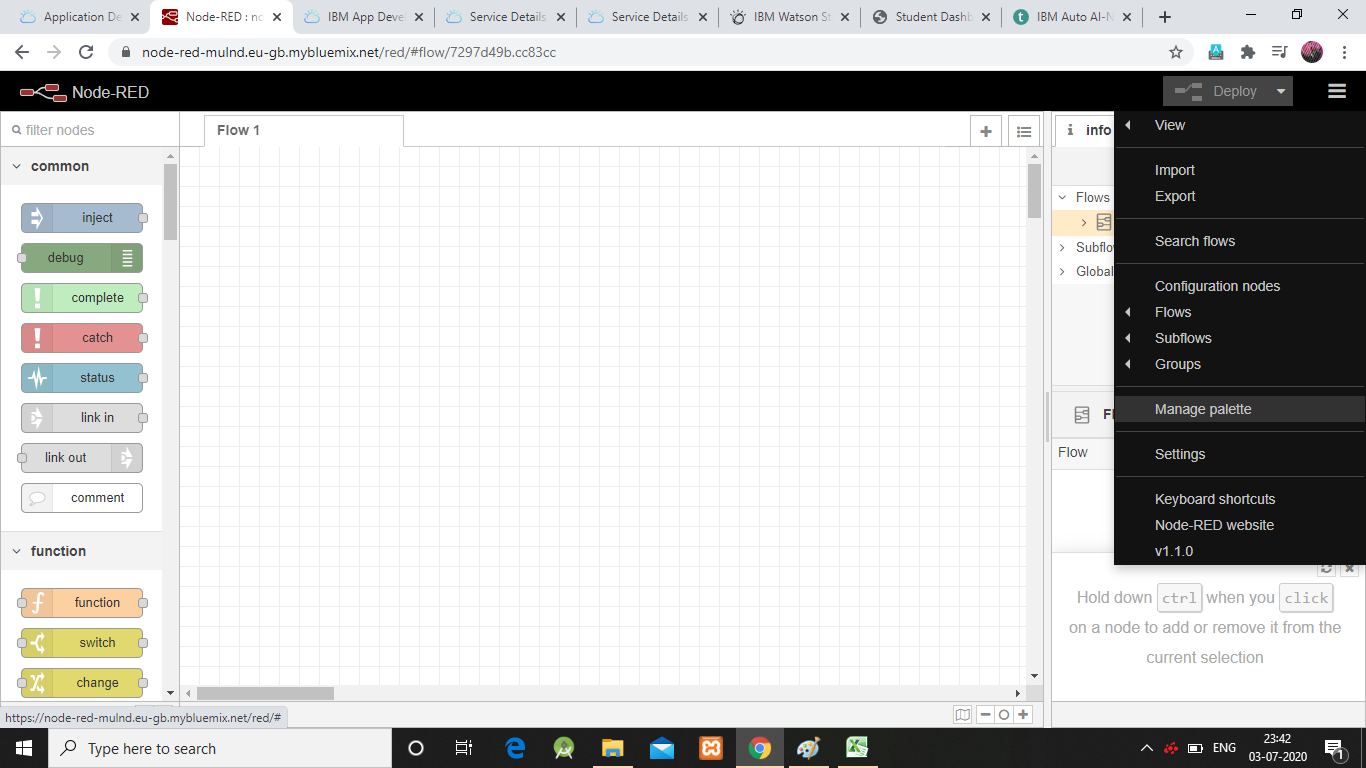 Application De
Node-RED : no
IBM App Deve
Service Details
Service Details
IBM Watson St
Student Dashb
IBM Auto AI-N
node-red-mulnd.eu-gb.mybluemix.net/red/#flow/7297d49b.cc83cc
Node-RED
Deploy
filter nodes
Flow 1
info
common
inject
debug
complete
catch
status
link in
link out
comment
function
function
switch
change
Flows
Subflo
Global
Fl
Flow
View
Import
Export
Search flows
Configuration nodes
Flows
Subflows
Groups
Manage palette
Settings
Keyboard shortcuts
Node-RED website
v1.1.0
Hold down ctrl when you click
on a node to add or remove it from the
current selection
https://node-red-mulnd.eu-gb.mybluemix.net/red/#
Type here to search
ENG
23:42
03-07-2020
1